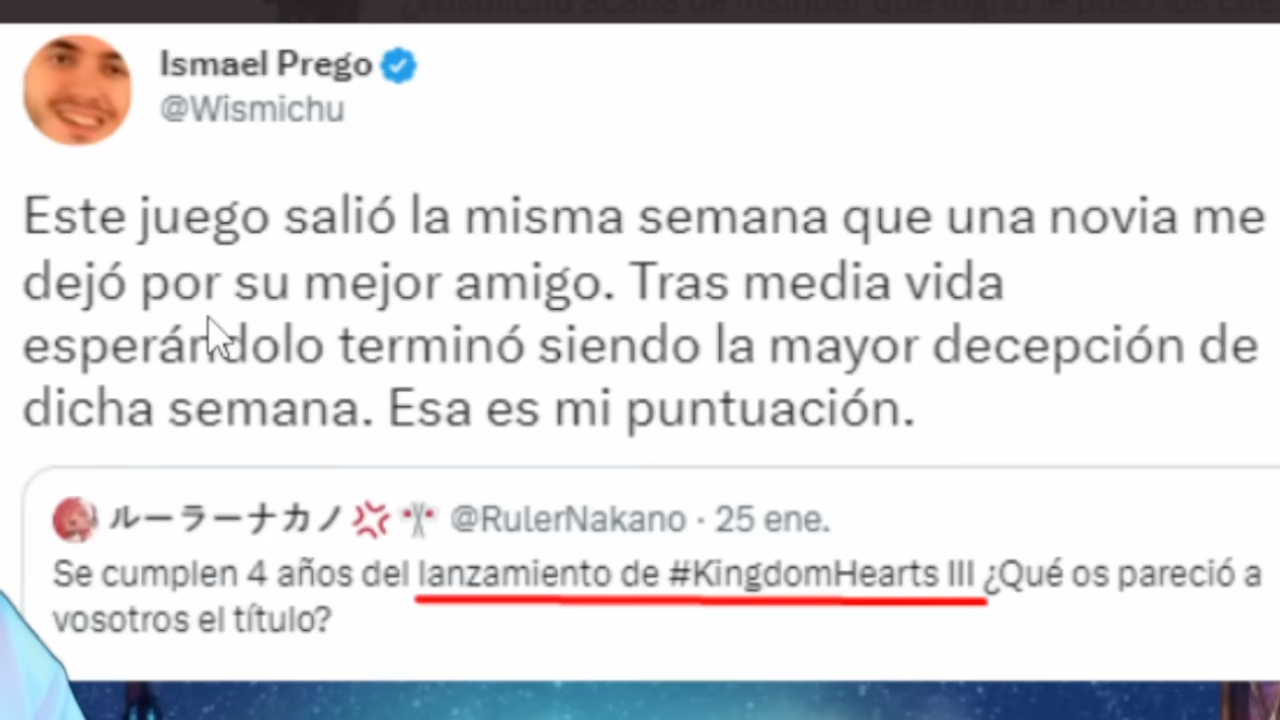 Ismael Prego
@Wismichu
Este juego salió la misma semana que una novia me
dejó por su mejor amigo. Tras media vida
esperándolo terminó siendo la mayor decepción de
dicha semana. Esa es mi puntuación.
ルーラーナカノ @RulerNakano · 25 ene.
Se cumplen 4 años del lanzamiento de #KingdomHearts III ¿Qué os pareció a
vosotros el título?